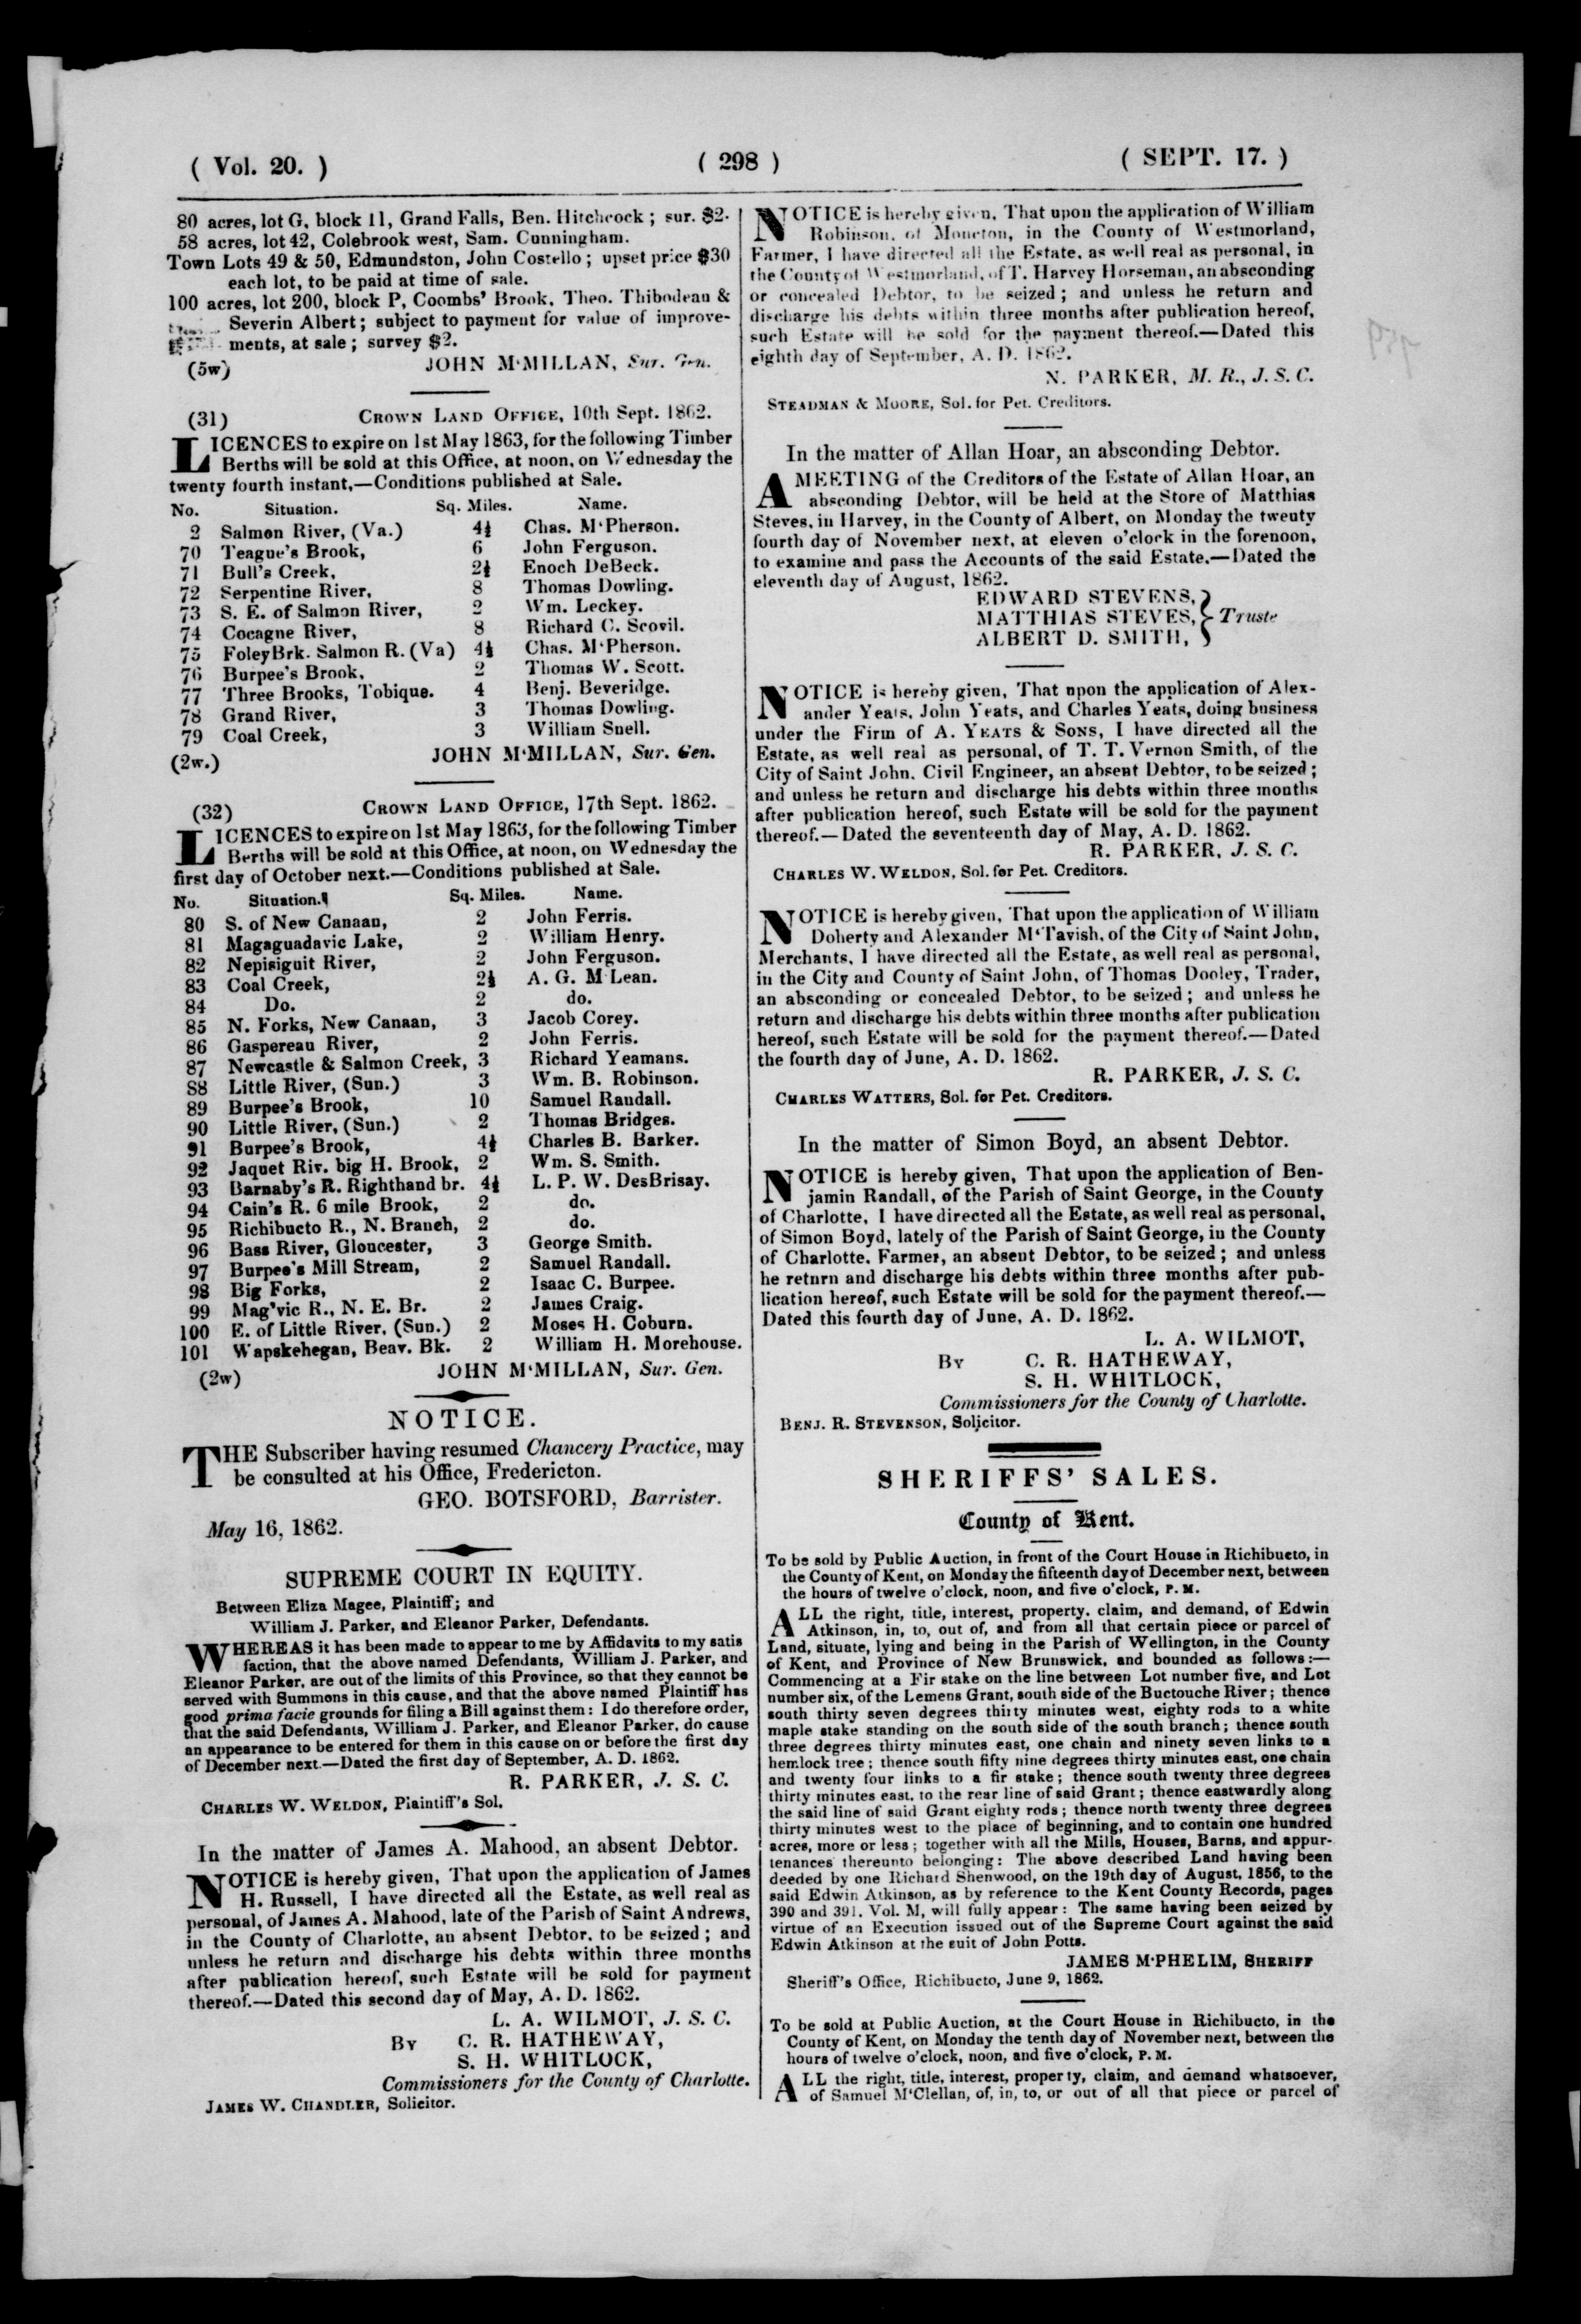 ( Vol. 20. )
( 298 )
( SEPT. 17. )
80 acres, lot G, block 11, Grand Falls, Ben. Hitchcock ; sur. $2.
58 acres, lot 42, Colebrook west, Sam. Cunningham.
Town Lots 49 & 50, Edmundston, John Costello ; upset price $30
each lot, to be paid at time of sale.
100 acres, lot 200, block P, Coombs' Brook, Theo. Thibodeau &
Severin Albert ; subject to payment for value of improve-
ments, at sale ; survey $2.
(5w) JOHN M'MILLAN, Sur. Gen.
(31) CROWN LAND OFFICE, 10th Sept. 1862.
LICENCES to expire on 1st May 1863, for the following Timber
Berths will be sold at this Office, at noon, on Wednesday the
twenty fourth instant,—Conditions published at Sale.
No. Situation. Sq. Miles. Name.
2 Salmon River, (Va.) 4½ Chas. M'Pherson.
70 Teague's Brook, 6 John Ferguson.
71 Bull's Creek, 2½ Enoch DeBeck.
72 Serpentine River, 8 Thomas Dowling.
73 S. E. of Salmon River, 2 Wm. Leckey.
74 Cocagne River, 8 Richard C. Scovil.
75 Foley Brk. Salmon R. (Va) 4½ Chas. M'Pherson.
76 Burpee's Brook, 2 Thomas W. Scott.
77 Three Brooks, Tobique. 4 Benj. Beveridge.
78 Grand River, 3 Thomas Dowling.
79 Coal Creek, 3 William Snell.
(2w.) JOHN M'MILLAN, Sur. Gen.
(32) CROWN LAND OFFICE, 17th Sept. 1862.
LICENCES to expire on 1st May 1863, for the following Timber
Berths will be sold at this Office, at noon, on Wednesday the
first day of October next.—Conditions published at Sale.
No. Situation. Sq. Miles. Name.
80 S. of New Canaan, 2 John Ferris.
81 Magaguadavic Lake, 2 William Henry.
82 Nepisiguit River, 2 John Ferguson.
83 Coal Creek, 2½ A. G. M'Lean.
84 Do. 2 do.
85 N. Forks, New Canaan, 3 Jacob Corey.
86 Gaspereau River, 2 John Ferris.
87 Newcastle & Salmon Creek, 3 Richard Yeamans.
88 Little River, (Sun.) 3 Wm. B. Robinson.
89 Burpee's Brook, 10 Samuel Randall.
90 Little River, (Sun.) 2 Thomas Bridges.
91 Burpee's Brook, 4½ Charles B. Barker.
92 Jaquet Riv. big H. Brook, 2 Wm. S. Smith.
93 Barnaby's R. Righthand br. 4½ L. P. W. DesBrisay.
94 Cain's R. 6 mile Brook, 2 do.
95 Richibucto R., N. Branch, 2 do.
96 Bass River, Gloucester, 3 George Smith.
97 Burpee's Mill Stream, 2 Samuel Randall.
98 Big Forks, 2 Isaac C. Burpee.
99 Mag'vic R., N. E. Br. 2 James Craig.
100 E. of Little River, (Sun.) 2 Moses H. Coburn.
101 Wapskehegan, Beav. Bk. 2 William H. Morehouse.
(2w) JOHN M'MILLAN, Sur. Gen.
NOTICE.
THE Subscriber having resumed Chancery Practice, may
be consulted at his Office, Fredericton.
GEO. BOTSFORD, Barrister.
May 16, 1862.
SUPREME COURT IN EQUITY.
Between Eliza Magee, Plaintiff; and
William J. Parker, and Eleanor Parker, Defendants.
WHEREAS it has been made to appear to me by Affidavits to my satis
faction, that the above named Defendants, William J. Parker, and
Eleanor Parker, are out of the limits of this Province, so that they cannot be
served with Summons in this cause, and that the above named Plaintiff has
good prima facie grounds for filing a Bill against them : I do therefore order,
that the said Defendants, William J. Parker, and Eleanor Parker, do cause
an appearance to be entered for them in this cause on or before the first day
of December next.—Dated the first day of September, A. D. 1862.
R. PARKER, J. S. C.
CHARLES W. WELDON, Plaintiff's Sol.
In the matter of James A. Mahood, an absent Debtor.
NOTICE is hereby given, That upon the application of James
H. Russell, I have directed all the Estate, as well real as
personal, of James A. Mahood, late of the Parish of Saint Andrews,
in the County of Charlotte, an absent Debtor, to be seized ; and
unless he return and discharge his debts within three months
after publication hereof, such Estate will be sold for payment
thereof.—Dated this second day of May, A. D. 1862.
L. A. WILMOT, J. S. C.
BY C. R. HATHEWAY,
S. H. WHITLOCK,
Commissioners for the County of Charlotte.
JAMES W. CHANDLER, Solicitor.
NOTICE is hereby given, That upon the application of William
Robinson, of Moncton, in the County of Westmorland,
Farmer, I have directed all the Estate, as well real as personal, in
the County of Westmorland, of T. Harvey Horseman, an absconding
or concealed Debtor, to be seized ; and unless he return and
discharge his debts within three months after publication hereof,
such Estate will be sold for the payment thereof.—Dated this
eighth day of September, A. D. 1862.
N. PARKER, M. R., J. S. C.
STEADMAN & MOORE, Sol. for Pet. Creditors.
In the matter of Allan Hoar, an absconding Debtor.
A MEETING of the Creditors of the Estate of Allan Hoar, an
absconding Debtor, will be held at the Store of Matthias
Steves, in Harvey, in the County of Albert, on Monday the twenty
fourth day of November next, at eleven o'clock in the forenoon,
to examine and pass the Accounts of the said Estate.—Dated the
eleventh day of August, 1862.
EDWARD STEVENS,
MATTHIAS STEVES, } Truste
ALBERT D. SMITH,
NOTICE is hereby given, That upon the application of Alex-
ander Yeats, John Yeats, and Charles Yeats, doing business
under the Firm of A. YEATS & SONS, I have directed all the
Estate, as well real as personal, of T. T. Vernon Smith, of the
City of Saint John, Civil Engineer, an absent Debtor, to be seized ;
and unless he return and discharge his debts within three months
after publication hereof, such Estate will be sold for the payment
thereof.—Dated the seventeenth day of May, A. D. 1862.
R. PARKER, J. S. C.
CHARLES W. WELDON, Sol. for Pet. Creditors.
NOTICE is hereby given, That upon the application of William
Doherty and Alexander M'Tavish, of the City of Saint John,
Merchants, I have directed all the Estate, as well real as personal,
in the City and County of Saint John, of Thomas Dooley, Trader,
an absconding or concealed Debtor, to be seized ; and unless he
return and discharge his debts within three months after publication
hereof, such Estate will be sold for the payment thereof.—Dated
the fourth day of June, A. D. 1862.
R. PARKER, J. S. C.
CHARLES WATTERS, Sol. for Pet. Creditors.
In the matter of Simon Boyd, an absent Debtor.
NOTICE is hereby given, That upon the application of Ben-
jamin Randall, of the Parish of Saint George, in the County
of Charlotte, I have directed all the Estate, as well real as personal,
of Simon Boyd, lately of the Parish of Saint George, in the County
of Charlotte, Farmer, an absent Debtor, to be seized ; and unless
he return and discharge his debts within three months after pub-
lication hereof, such Estate will be sold for the payment thereof.—
Dated this fourth day of June, A. D. 1862.
L. A. WILMOT,
BY C. R. HATHEWAY,
S. H. WHITLOCK,
Commissioners for the County of Charlotte.
BENJ. R. STEVENSON, Solicitor.
SHERIFFS' SALES.
County of Kent.
To be sold by Public Auction, in front of the Court House in Richibucto, in
the County of Kent, on Monday the fifteenth day of December next, between
the hours of twelve o'clock, noon, and five o'clock, P. M.
ALL the right, title, interest, property, claim, and demand, of Edwin
Atkinson, in, to, out of, and from all that certain piece or parcel of
Land, situate, lying and being in the Parish of Wellington, in the County
of Kent, and Province of New Brunswick, and bounded as follows:—
Commencing at a Fir stake on the line between Lot number five, and Lot
number six, of the Lemens Grant, south side of the Buctouche River ; thence
south thirty seven degrees thirty minutes west, eighty rods to a white
maple stake standing on the south side of the south branch ; thence south
three degrees thirty minutes east, one chain and ninety seven links to a
hemlock tree ; thence south fifty nine degrees thirty minutes east, one chain
and twenty four links to a fir stake ; thence south twenty three degrees
thirty minutes east, to the rear line of said Grant ; thence eastwardly along
the said line of said Grant eighty rods ; thence north twenty three degrees
thirty minutes west to the place of beginning, and to contain one hundred
acres, more or less ; together with all the Mills, Houses, Barns, and appur-
tenances thereunto belonging : The above described Land having been
deeded by one Richard Shenwood, on the 19th day of August, 1856, to the
said Edwin Atkinson, as by reference to the Kent County Records, pages
390 and 391, Vol. M, will fully appear : The same having been seized by
virtue of an Execution issued out of the Supreme Court against the said
Edwin Atkinson at the suit of John Potts.
JAMES M'PHELIM, SHERIFF
Sheriff's Office, Richibucto, June 9, 1862.
To be sold at Public Auction, at the Court House in Richibucto, in the
County of Kent, on Monday the tenth day of November next, between the
hours of twelve o'clock, noon, and five o'clock, P. M.
ALL the right, title, interest, property, claim, and demand whatsoever,
of Samuel M'Clellan, of, in, to, or out of all that piece or parcel of